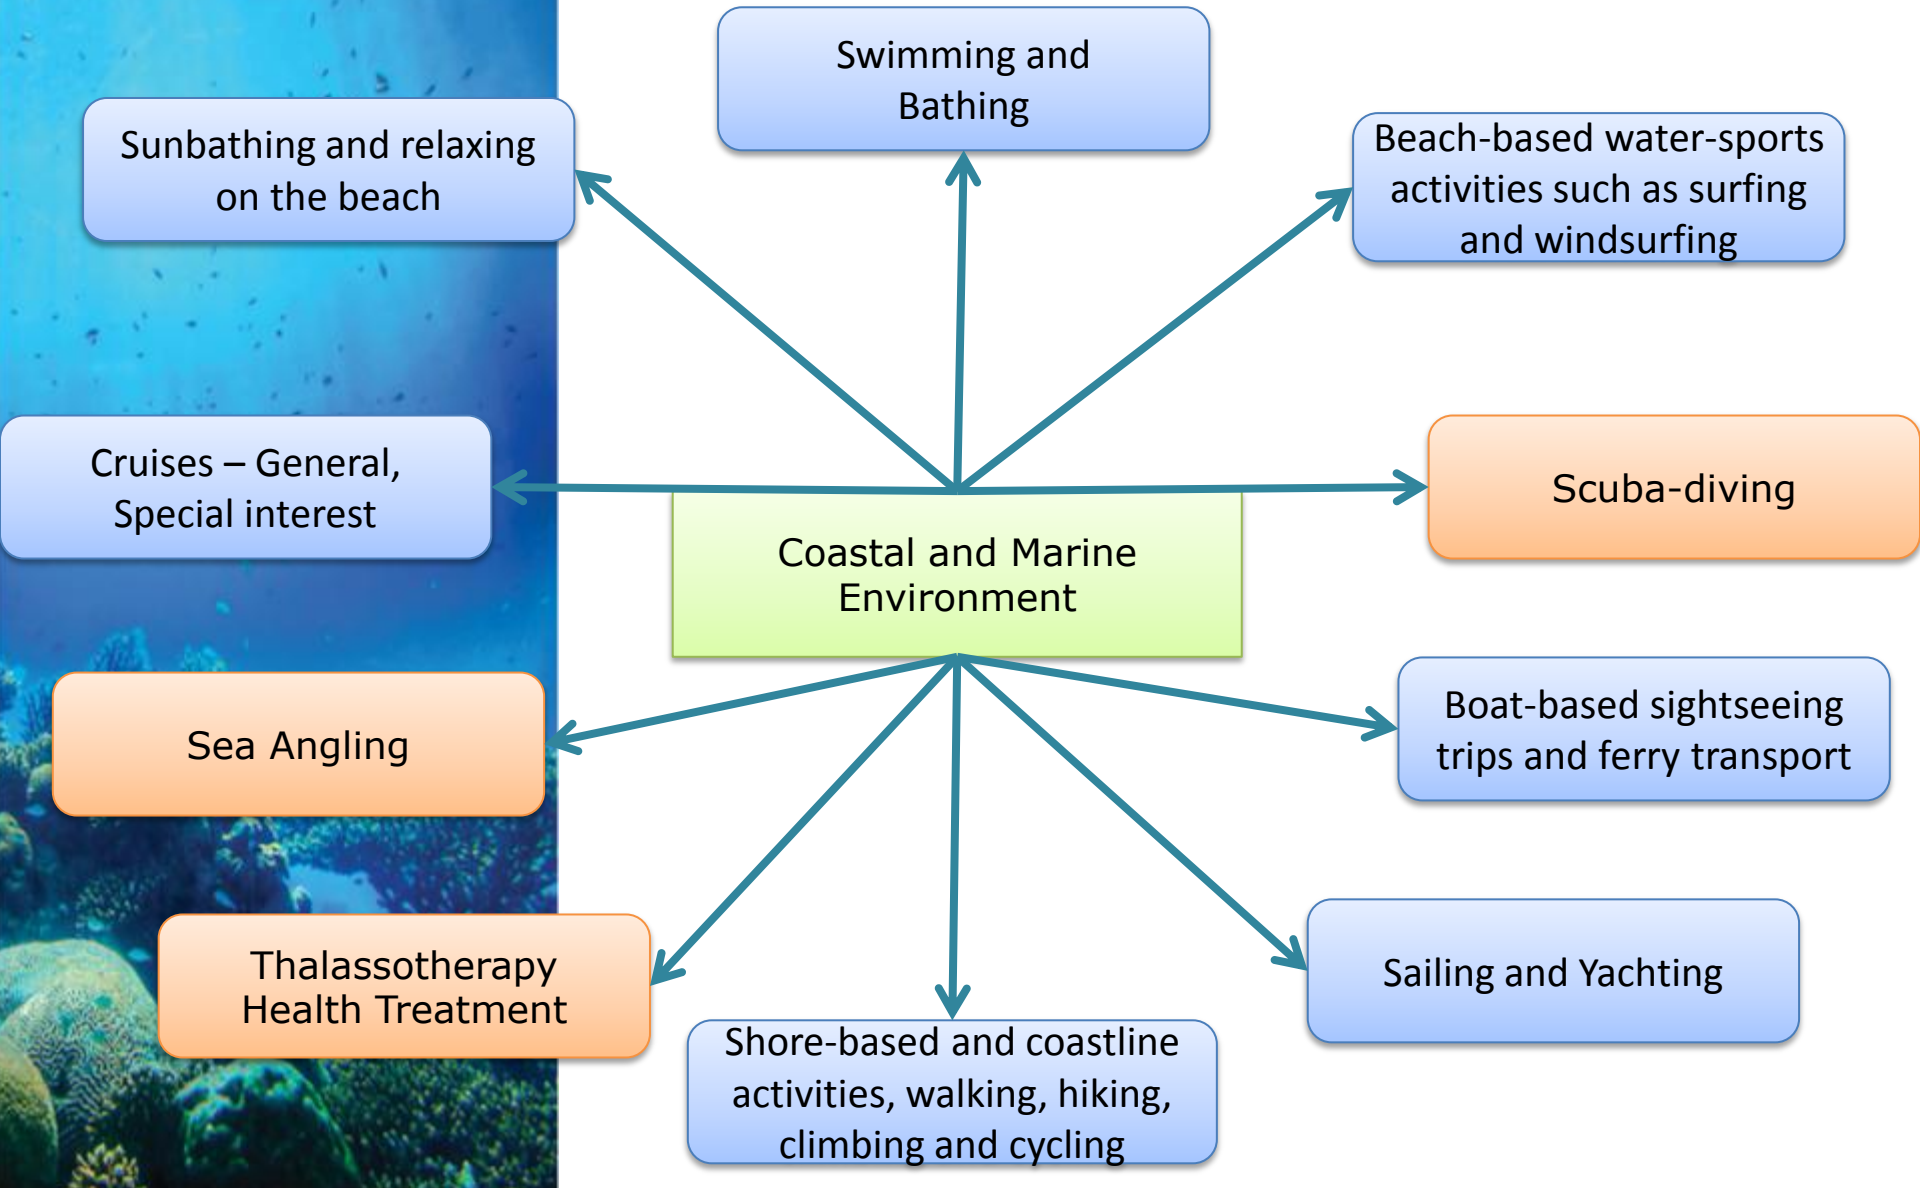 Swimming and
Bathing
Sunbathing and relaxing
on the beach
Beach-based water-sports
activities such as surfing
and windsurfing
Cruises – General,
Special interest
Scuba-diving
Coastal and Marine
Environment
Sea Angling
Boat-based sightseeing
trips and ferry transport
Thalassotherapy
Health Treatment
Sailing and Yachting
Shore-based and coastline
activities, walking, hiking,
climbing and cycling